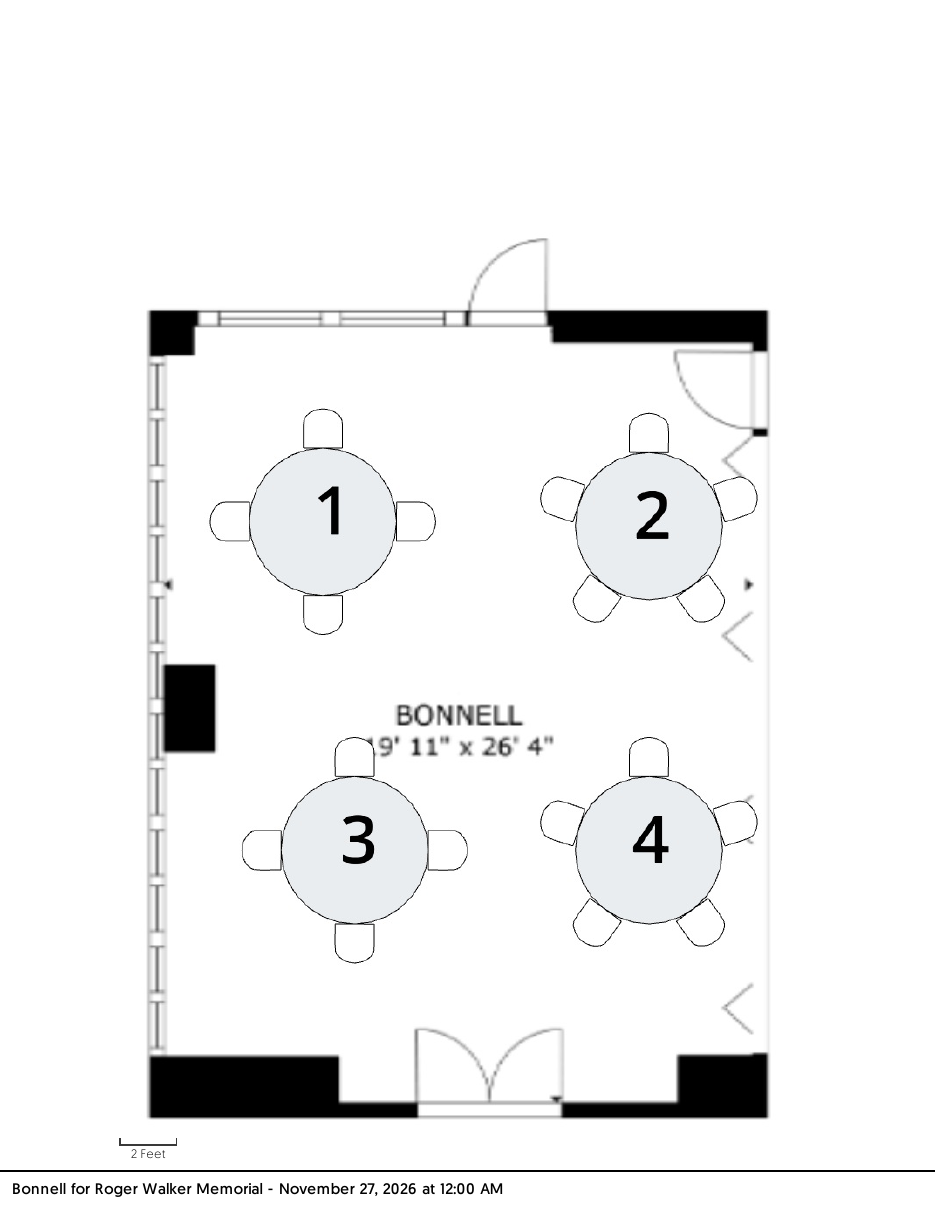 1
2
BONNELL
19' 11" x 26' 4"
3
4
2 Feet
Bonnell for Roger Walker Memorial - November 27, 2026 at 12:00 AM